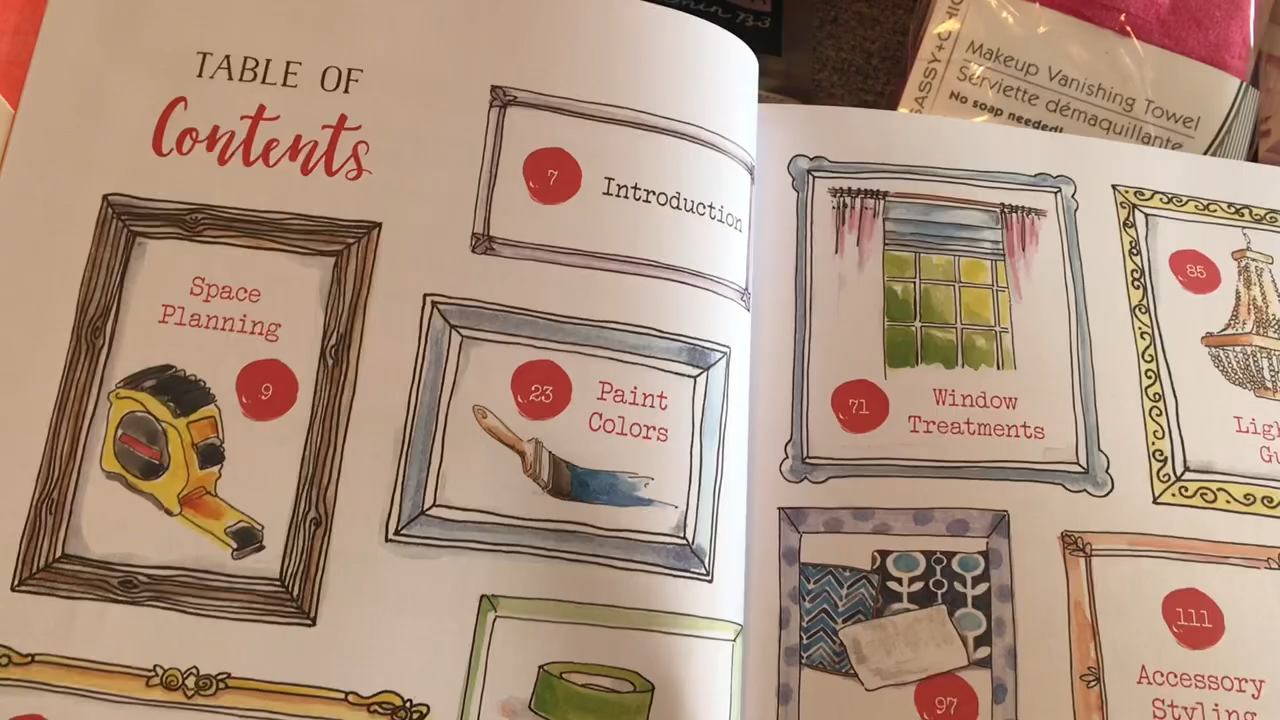 TABLE OF
Contents
7
Introduction
Space
Planning
9
23
Paint
Colors
71
Window
Treatments
85
97
111
Accessory
Styling
Makeup Vanishing Towel
Serviette démaquillante
No soap needed!